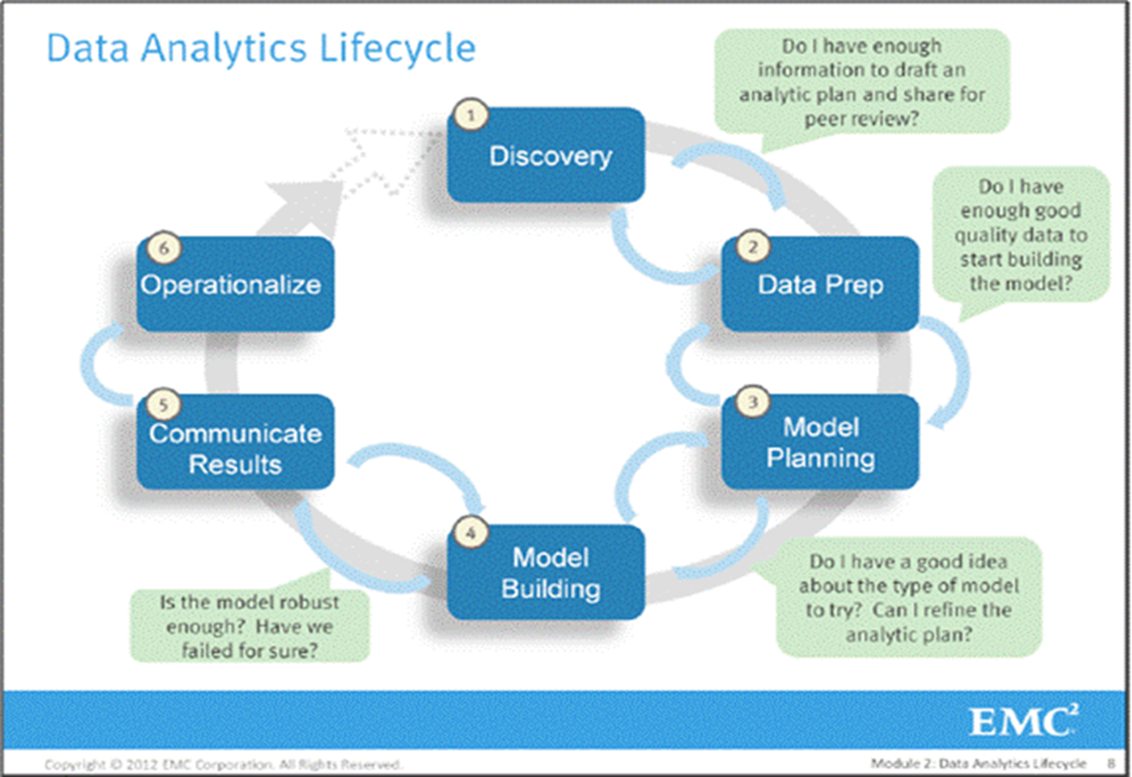 Data Analytics Lifecycle
Do I have enough
information to draft an
analytic plan and share for
peer review?
1
Discovery
Do I have
enough good
quality data to
start building
the model?
2
Data Prep
6
Operationalize
3
Model
Planning
5
Communicate
Results
4
Model
Building
Do I have a good idea
about the type of model
to try? Can I refine the
analytic plan?
Is the model robust
enough? Have we
failed for sure?
EMC²
Copyright © 2012 EMC Corporation. All Rights Reserved.
Module 2: Data Analytics Lifecycle 8